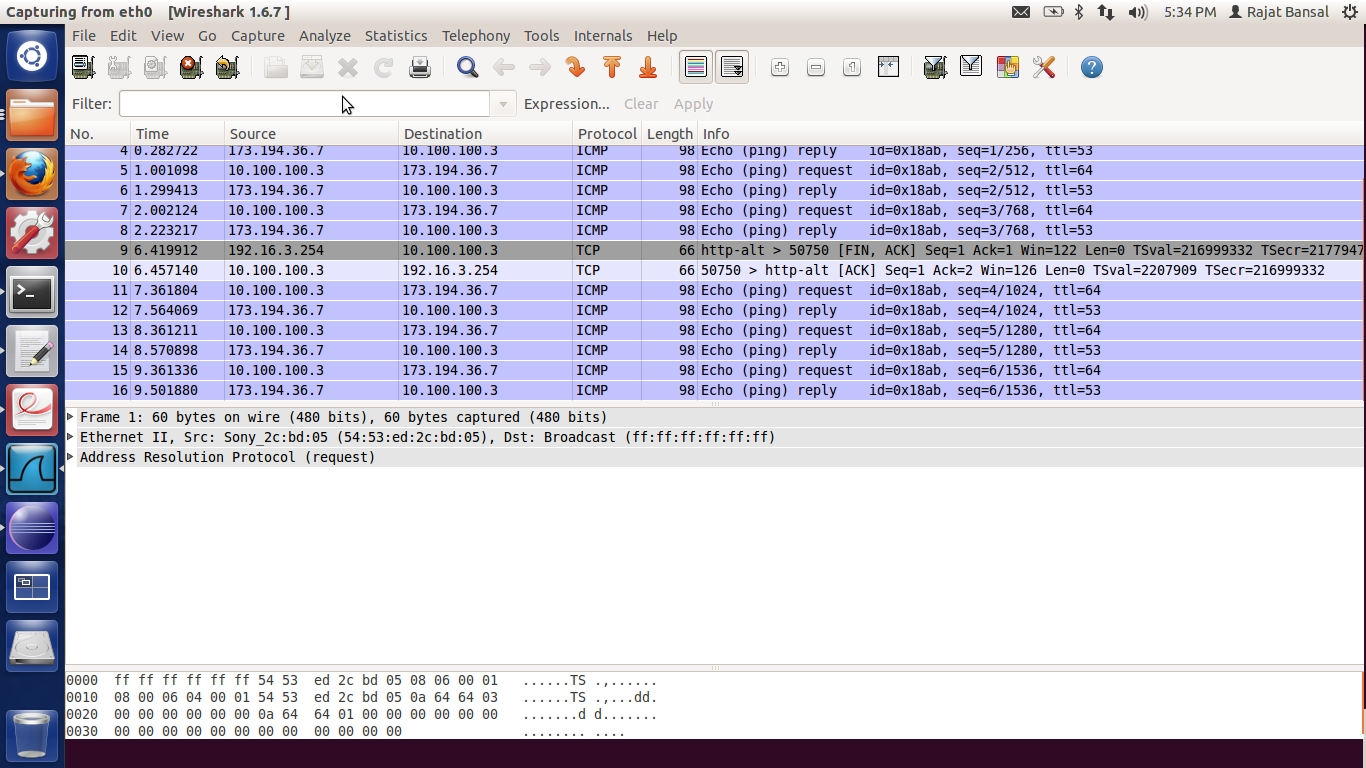 Capturing from eth0 [Wireshark 1.6.7 ] 5:34 PM Rajat Bansal
File Edit View Go Capture Analyze Statistics Telephony Tools Internals Help
Filter: Expression... Clear Apply
No. Time Source Destination Protocol Length Info
4 0.282722 173.194.36.7 10.100.100.3 ICMP 98 Echo (ping) reply id=0x18ab, seq=1/256, ttl=53
5 1.001098 10.100.100.3 173.194.36.7 ICMP 98 Echo (ping) request id=0x18ab, seq=2/512, ttl=64
6 1.299413 173.194.36.7 10.100.100.3 ICMP 98 Echo (ping) reply id=0x18ab, seq=2/512, ttl=53
7 2.002124 10.100.100.3 173.194.36.7 ICMP 98 Echo (ping) request id=0x18ab, seq=3/768, ttl=64
8 2.223217 173.194.36.7 10.100.100.3 ICMP 98 Echo (ping) reply id=0x18ab, seq=3/768, ttl=53
9 6.419912 192.16.3.254 10.100.100.3 TCP 66 http-alt > 50750 [FIN, ACK] Seq=1 Ack=1 Win=122 Len=0 TSval=216999332 TSecr=2177947
10 6.457140 10.100.100.3 192.16.3.254 TCP 66 50750 > http-alt [ACK] Seq=1 Ack=2 Win=126 Len=0 TSval=2207909 TSecr=216999332
11 7.361804 10.100.100.3 173.194.36.7 ICMP 98 Echo (ping) request id=0x18ab, seq=4/1024, ttl=64
12 7.564069 173.194.36.7 10.100.100.3 ICMP 98 Echo (ping) reply id=0x18ab, seq=4/1024, ttl=53
13 8.361211 10.100.100.3 173.194.36.7 ICMP 98 Echo (ping) request id=0x18ab, seq=5/1280, ttl=64
14 8.570898 173.194.36.7 10.100.100.3 ICMP 98 Echo (ping) reply id=0x18ab, seq=5/1280, ttl=53
15 9.361336 10.100.100.3 173.194.36.7 ICMP 98 Echo (ping) request id=0x18ab, seq=6/1536, ttl=64
16 9.501880 173.194.36.7 10.100.100.3 ICMP 98 Echo (ping) reply id=0x18ab, seq=6/1536, ttl=53
Frame 1: 60 bytes on wire (480 bits), 60 bytes captured (480 bits)
Ethernet II, Src: Sony_2c:bd:05 (54:53:ed:2c:bd:05), Dst: Broadcast (ff:ff:ff:ff:ff:ff)
Address Resolution Protocol (request)
0000 ff ff ff ff ff ff 54 53 ed 2c bd 05 08 06 00 01 ......TS .,......
0010 08 00 06 04 00 01 54 53 ed 2c bd 05 0a 64 64 03 ......TS .,...dd.
0020 00 00 00 00 00 00 0a 64 64 01 00 00 00 00 00 00 .......d d.......
0030 00 00 00 00 00 00 00 00 00 00 00 00 ........ ....